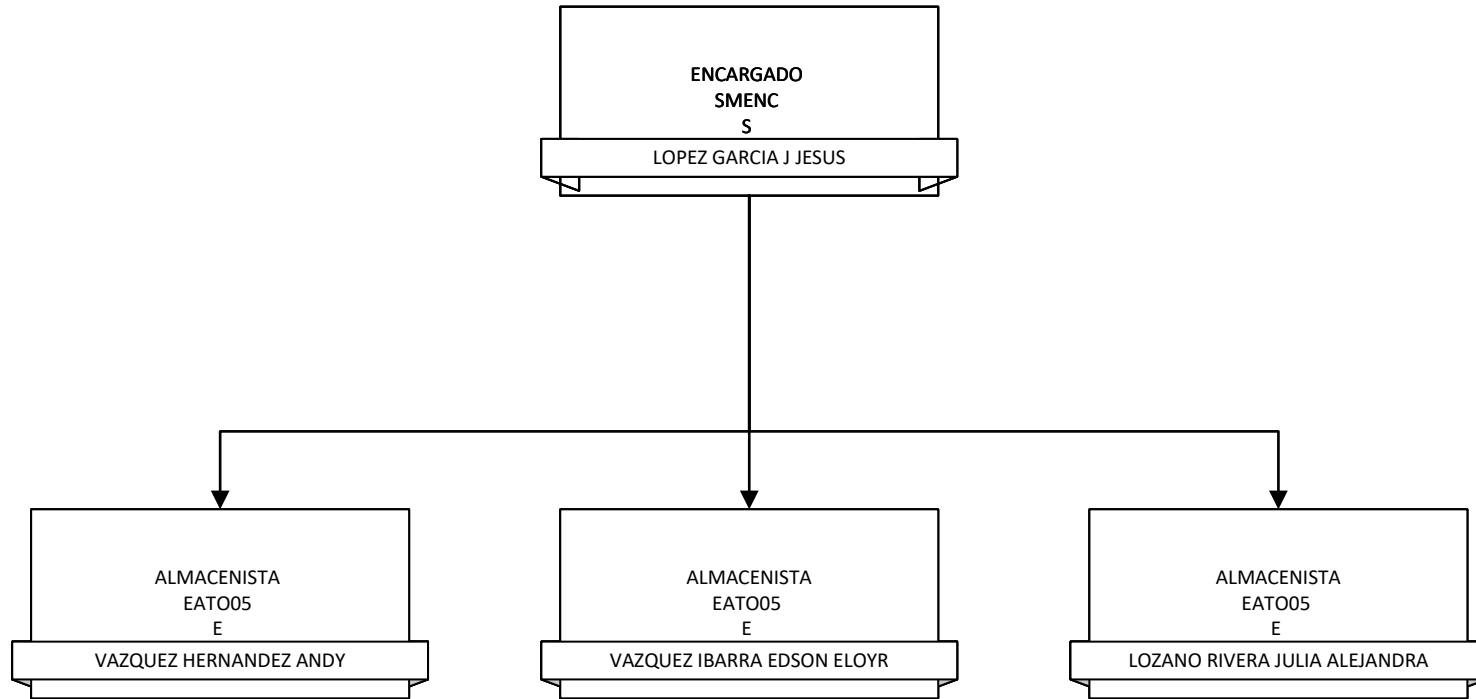 ENCARGADO
SMENC
S
LOPEZ GARCIA J JESUS
ALMACENISTA
EATO05
E
VAZQUEZ HERNANDEZ ANDY
ALMACENISTA
EATO05
E
VAZQUEZ IBARRA EDSON ELOYR
ALMACENISTA
EATO05
E
LOZANO RIVERA JULIA ALEJANDRA